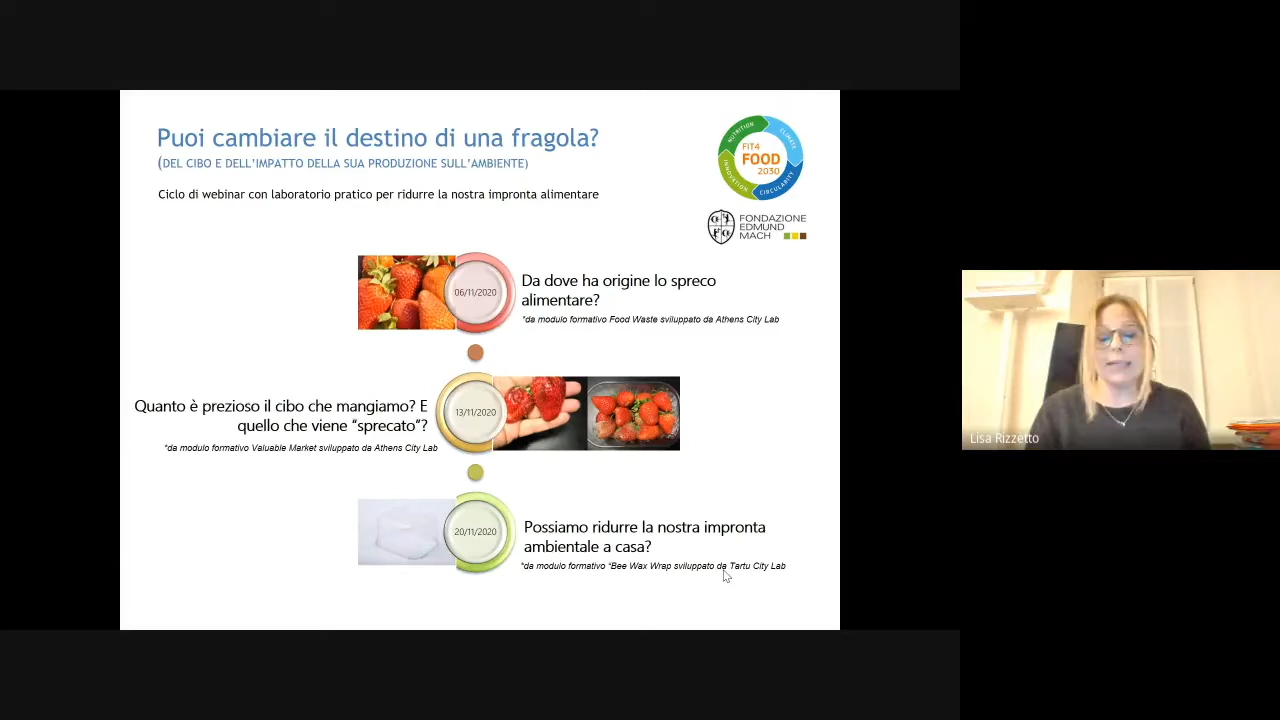 Puoi cambiare il destino di una fragola?
(DEL CIBO E DELL'IMPATTO DELLA SUA PRODUZIONE SULL'AMBIENTE)
Ciclo di webinar con laboratorio pratico per ridurre la nostra impronta alimentare
NUTRITION
CLIMATE
CIRCULARITY
INNOVATION
FIT4
FOOD
2030
FONDAZIONE
EDMUND
MACH
06/11/2020
Da dove ha origine lo spreco
alimentare?
*da modulo formativo Food Waste sviluppato da Athens City Lab
Quanto è prezioso il cibo che mangiamo? E
quello che viene “sprecato”?
*da modulo formativo Valuable Market sviluppato da Athens City Lab
13/11/2020
20/11/2020
Possiamo ridurre la nostra impronta
ambientale a casa?
*da modulo formativo “Bee Wax Wrap sviluppato da Tartu City Lab
Lisa Rizzetto